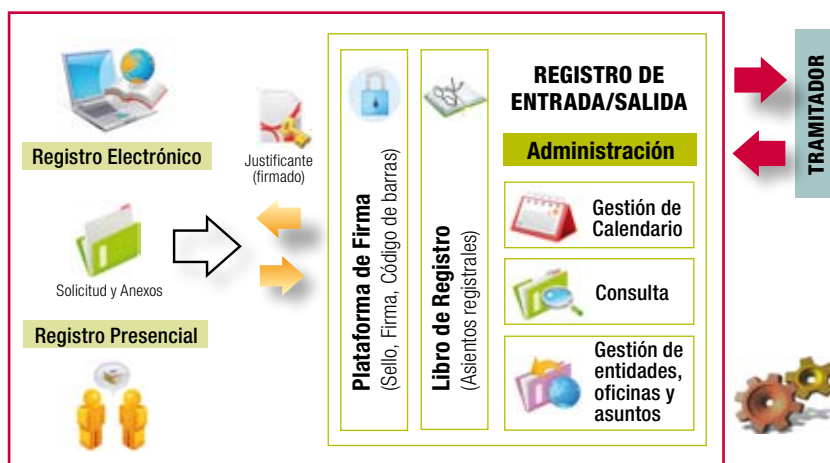 Registro Electrónico
Solicitud y Anexos
Registro Presencial
Justificante
(firmado)
Plataforma de Firma
(Sello, Firma, Código de barras)
Libro de Registro
(Asientos registrales)
REGISTRO DE
ENTRADA/SALIDA
Administración
Gestión de
Calendario
Consulta
Gestión de
entidades,
oficinas y
asuntos
TRAMITADOR